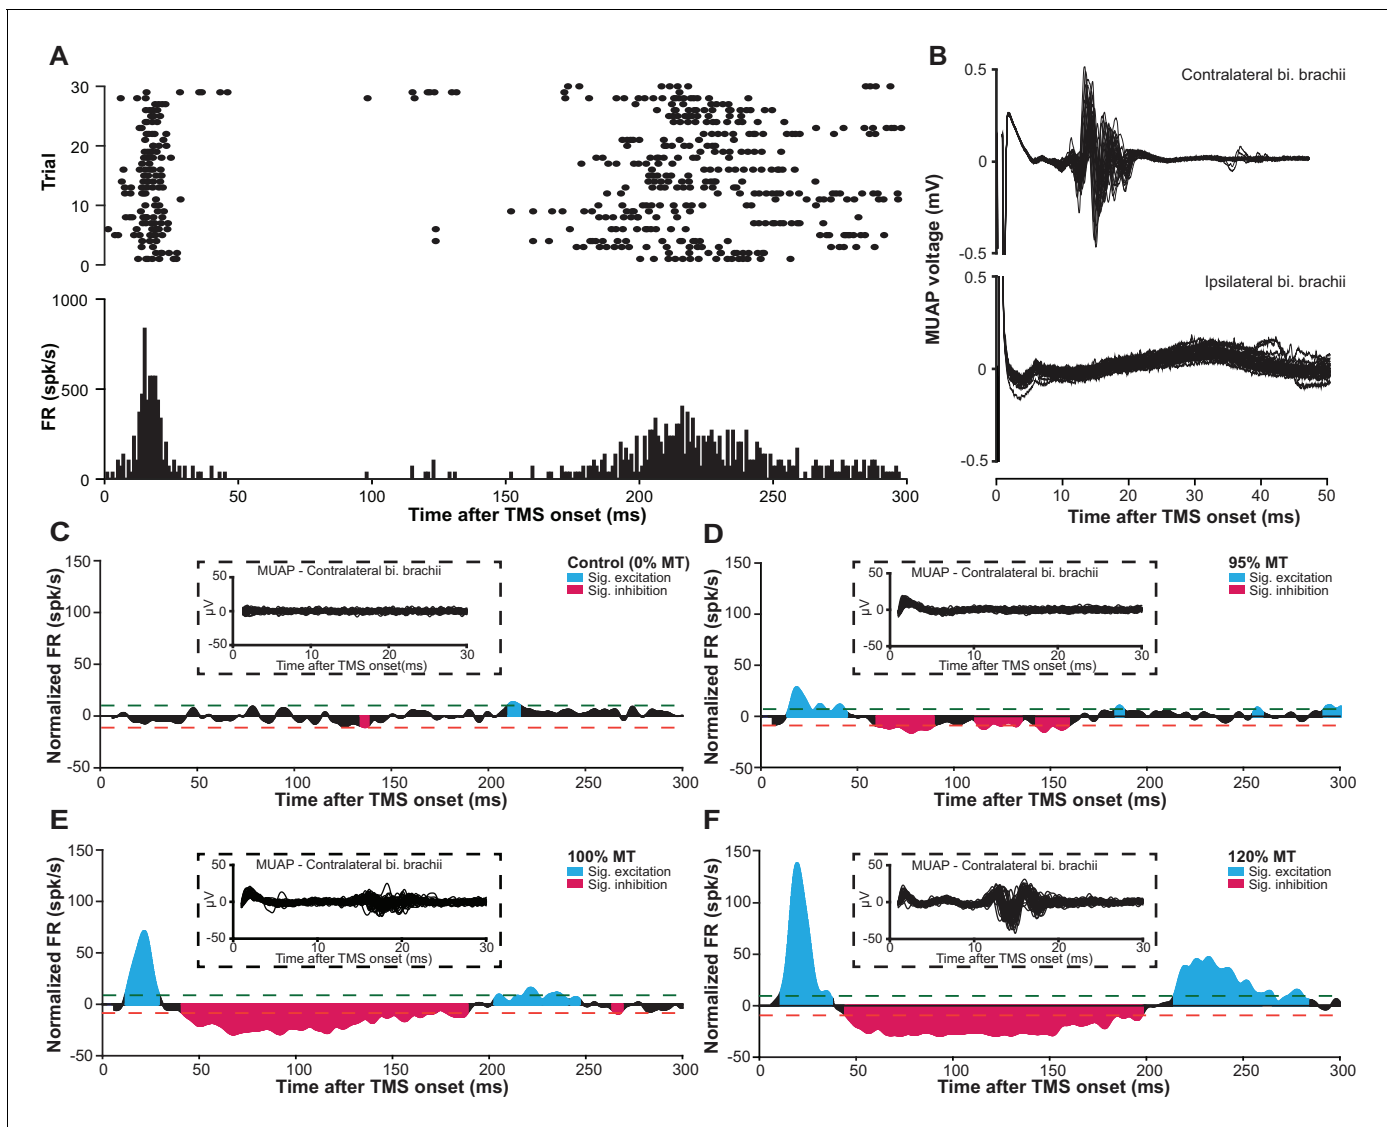 A
30
20
10
0
Trial
1000
500
0
FR (spk/s)
0
50
100
150
200
250
300
Time after TMS onset (ms)
B
Contralateral bi. brachii
0.5
0
-0.5
Ipsilateral bi. brachii
0.5
0
-0.5
MUAP voltage (mV)
0
10
20
30
40
50
Time after TMS onset (ms)
C
Control (0% MT)
Sig. excitation
Sig. inhibition
MUAP - Contralateral bi. brachii
50
0
-50
µV
0
10
20
30
Time after TMS onset(ms)
150
100
50
0
-50
Normalized FR (spk/s)
0
50
100
150
200
250
300
Time after TMS onset (ms)
D
95% MT
Sig. excitation
Sig. inhibition
MUAP - Contralateral bi. brachii
50
0
-50
µV
0
10
20
30
Time after TMS onset (ms)
150
100
50
0
-50
Normalized FR (spk/s)
0
50
100
150
200
250
300
Time after TMS onset (ms)
E
100% MT
Sig. excitation
Sig. inhibition
MUAP - Contralateral bi. brachii
50
0
-50
µV
0
10
20
30
Time after TMS onset (ms)
150
100
50
0
-50
Normalized FR (spk/s)
0
50
100
150
200
250
300
Time after TMS onset (ms)
F
120% MT
Sig. excitation
Sig. inhibition
MUAP - Contralateral bi. brachii
50
0
-50
µV
0
10
20
30
Time after TMS onset (ms)
150
100
50
0
-50
Normalized FR (spk/s)
0
50
100
150
200
250
300
Time after TMS onset (ms)